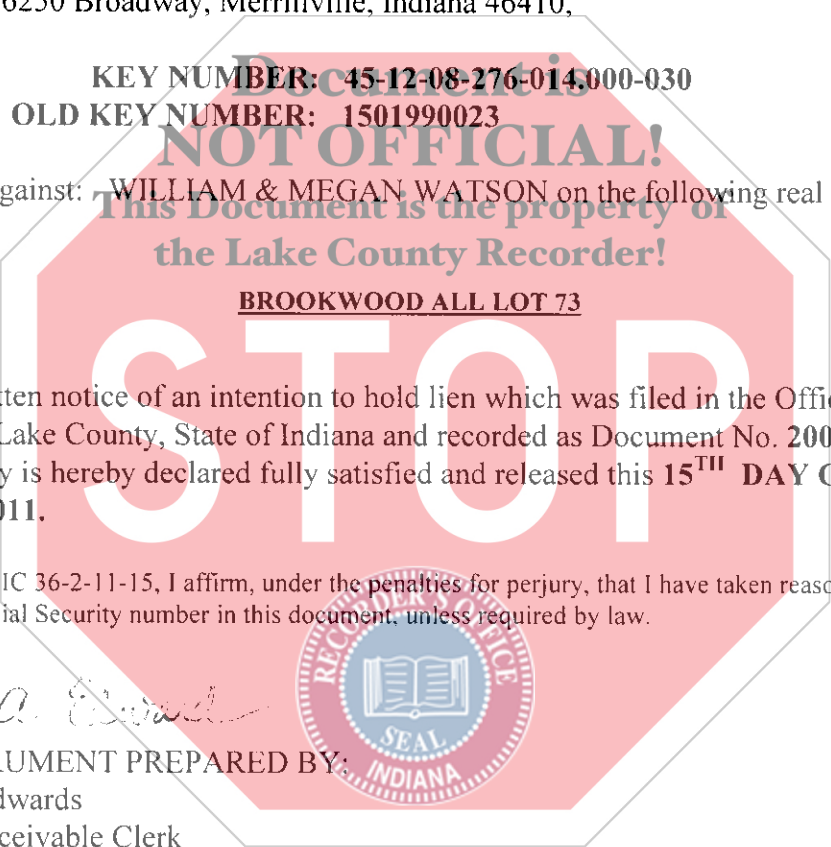 6250 Broadway, Merrillville, Indiana 46410,
Document is
KEY NUMBER: 45-12-08-276-014.000-030
OLD KEY NUMBER: 1501990023
NOT OFFICIAL!
gainst: WILLIAM & MEGAN WATSON on the following real
This Document is the property of
the Lake County Recorder!
BROOKWOOD ALL LOT 73
STOP
tten notice of an intention to hold lien which was filed in the Offi
Lake County, State of Indiana and recorded as Document No. 200
y is hereby declared fully satisfied and released this 15TH DAY
011.
IC 36-2-11-15, I affirm, under the penalties for perjury, that I have taken reaso
ial Security number in this document, unless required by law.
RECORDER'S OFFICE
SEAL
INDIANA
RUMENT PREPARED BY:
dwards
ceivable Clerk